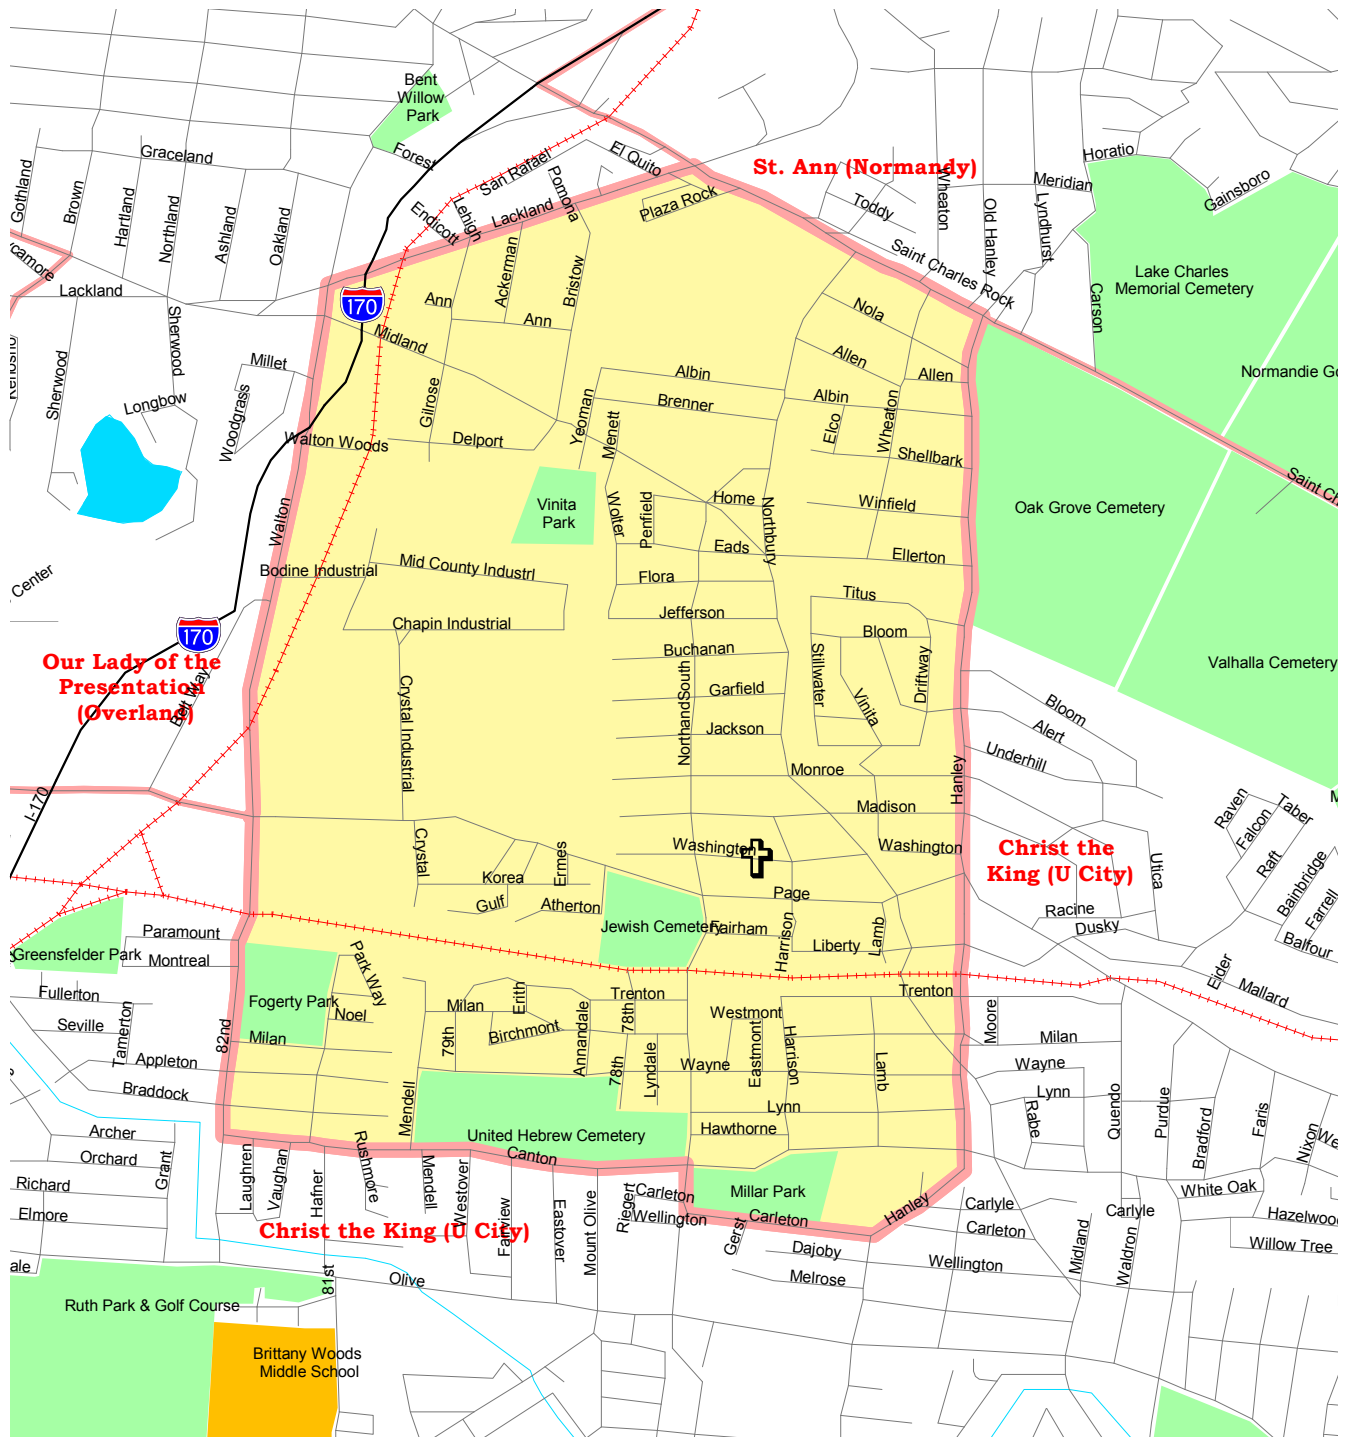 Bent
Willow
Park
Graceland
Forest
San Rafael
El Quito
St. Ann (Normandy)
Horatio
Gothland
Brown
Hartland
Northland
Ashland
Oakland
Endicott
Lehigh
Pomona
Lackland
Plaza Rock
Toddy
Wheaton
Old Hanley
Meridian
Lyndhurst
Gainsboro
Lackland
Sherwood
Sherwood
Ackerman
Bristow
Saint Charles Rock
Carson
Lake Charles
Memorial Cemetery
170
Ann
Ann
Midland
Nola
Allen
Allen
Millet
Longbow
Woodgrass
Gilrose
Albin
Brenner
Albin
Elco
Wheaton
Yeoman
Menett
Walton Woods
Delport
Shellbark
Walton
Vinita
Park
Wolter
Penfield
Home
Northbury
Winfield
Oak Grove Cemetery
Eads
Ellerton
Center
Bodine Industrial
Mid County Industrl
Flora
Titus
Chapin Industrial
Jefferson
170
Bloom
Buchanan
Stillwater
Driftway
Valhalla Cemetery
Our Lady of the
Presentation
(Overland)
Belt Way
Crystal Industrial
NorthandSouth
Garfield
Vinita
Bloom
Alert
Jackson
Underhill
Monroe
Hanley
I-170
Madison
Raven
Falcon
Taber
Crystal
Washington
Washington
Christ the
King (U City)
Utica
Raft
Bainbridge
Farrell
Korea
Ermes
Gulf
Atherton
Page
Racine
Dusky
Balfour
Paramount
Montreal
Greensfelder Park
Jewish Cemetery
Fairham
Harrison
Liberty
Lamb
Park Way
Eider
Mallard
Fullerton
Seville
Tamerton
Fogerty Park
Noel
Milan
Milan
Erith
Birchmont
79th
Annandale
Trenton
78th
Westmont
Trenton
Moore
Milan
82nd
Appleton
Braddock
Mendell
78th
Lyndale
Wayne
Eastmont
Harrison
Lamb
Wayne
Lynn
Lynn
Rabe
Quendo
Purdue
Bradford
Faris
Nixon
Archer
Orchard
Grant
United Hebrew Cemetery
Hawthorne
Canton
Richard
Elmore
Laughren
Vaughan
Hafner
Rushmore
Mendell
Westover
Fairview
Eastover
Mount Olive
Riegert
Carleton
Wellington
Millar Park
Carleton
Gerst
Hanley
Carlyle
Carleton
White Oak
Carlyle
Midland
Waldron
Willow Tree
Christ the King (U City)
Dajoby
Melrose
Wellington
81st
Olive
Ruth Park & Golf Course
Brittany Woods
Middle School